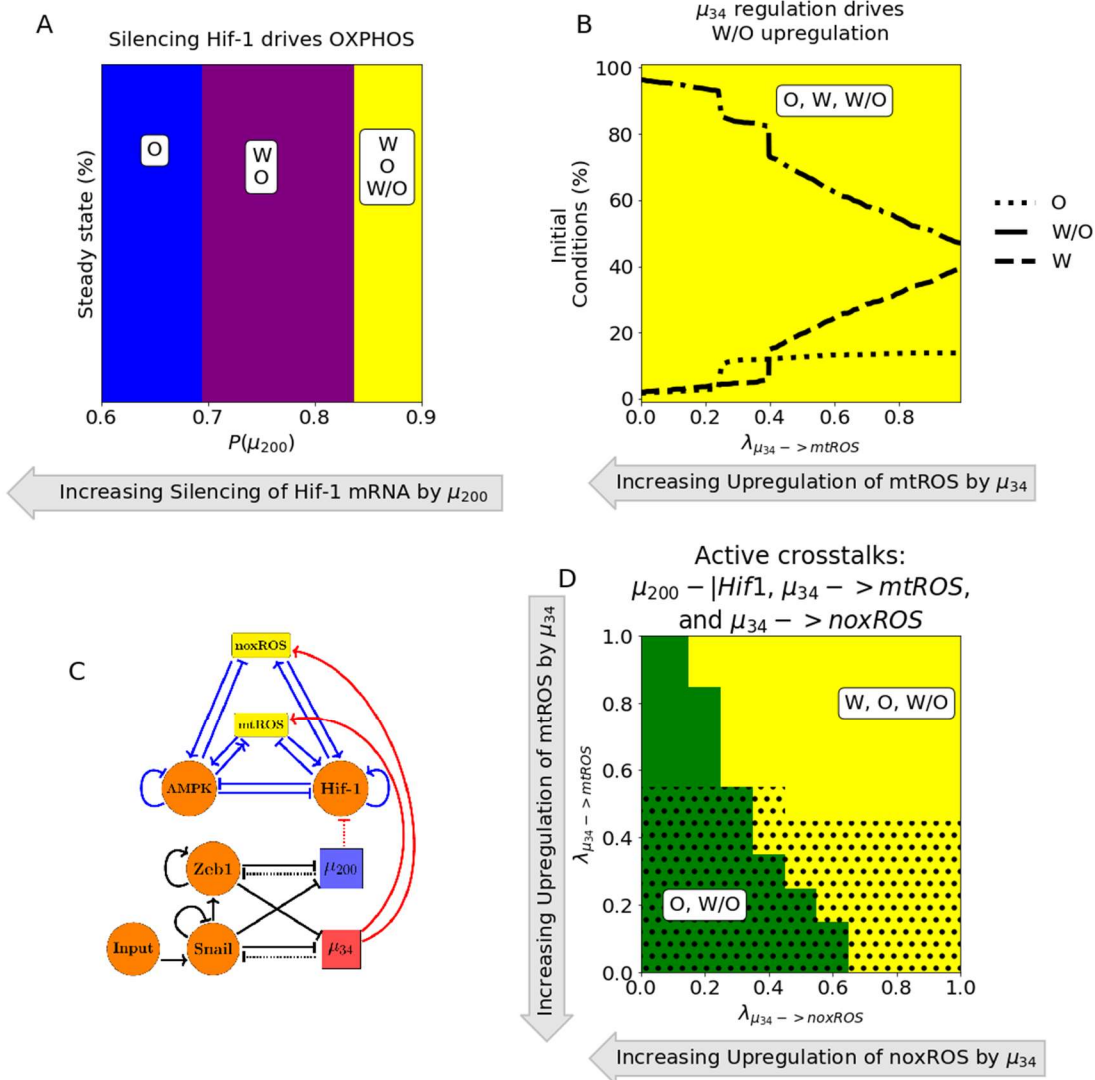 A
Silencing Hif-1 drives OXPHOS
Steady state (%)
O
W
O
W
O
W/O
0.6
0.7
0.8
0.9
P(μ200)
Increasing Silencing of Hif-1 mRNA by μ200
B
μ34 regulation drives
W/O upregulation
Initial
Conditions (%)
100
80
60
40
20
0
O, W, W/O
0.0
0.2
0.4
0.6
0.8
λμ34->mtROS
O
W/O
W
Increasing Upregulation of mtROS by μ34
C
noxROS
mtROS
AMPK
Hif-1
Zeb1
μ200
Input
Snail
μ34
D
Active crosstalks:
μ200 − |Hif1, μ34 − > mtROS,
and μ34 − > noxROS
Increasing Upregulation of mtROS by μ34
λμ34->mtROS
1.0
0.8
0.6
0.4
0.2
0.0
W, O, W/O
O, W/O
0.0
0.2
0.4
0.6
0.8
1.0
λμ34->noxROS
Increasing Upregulation of noxROS by μ34